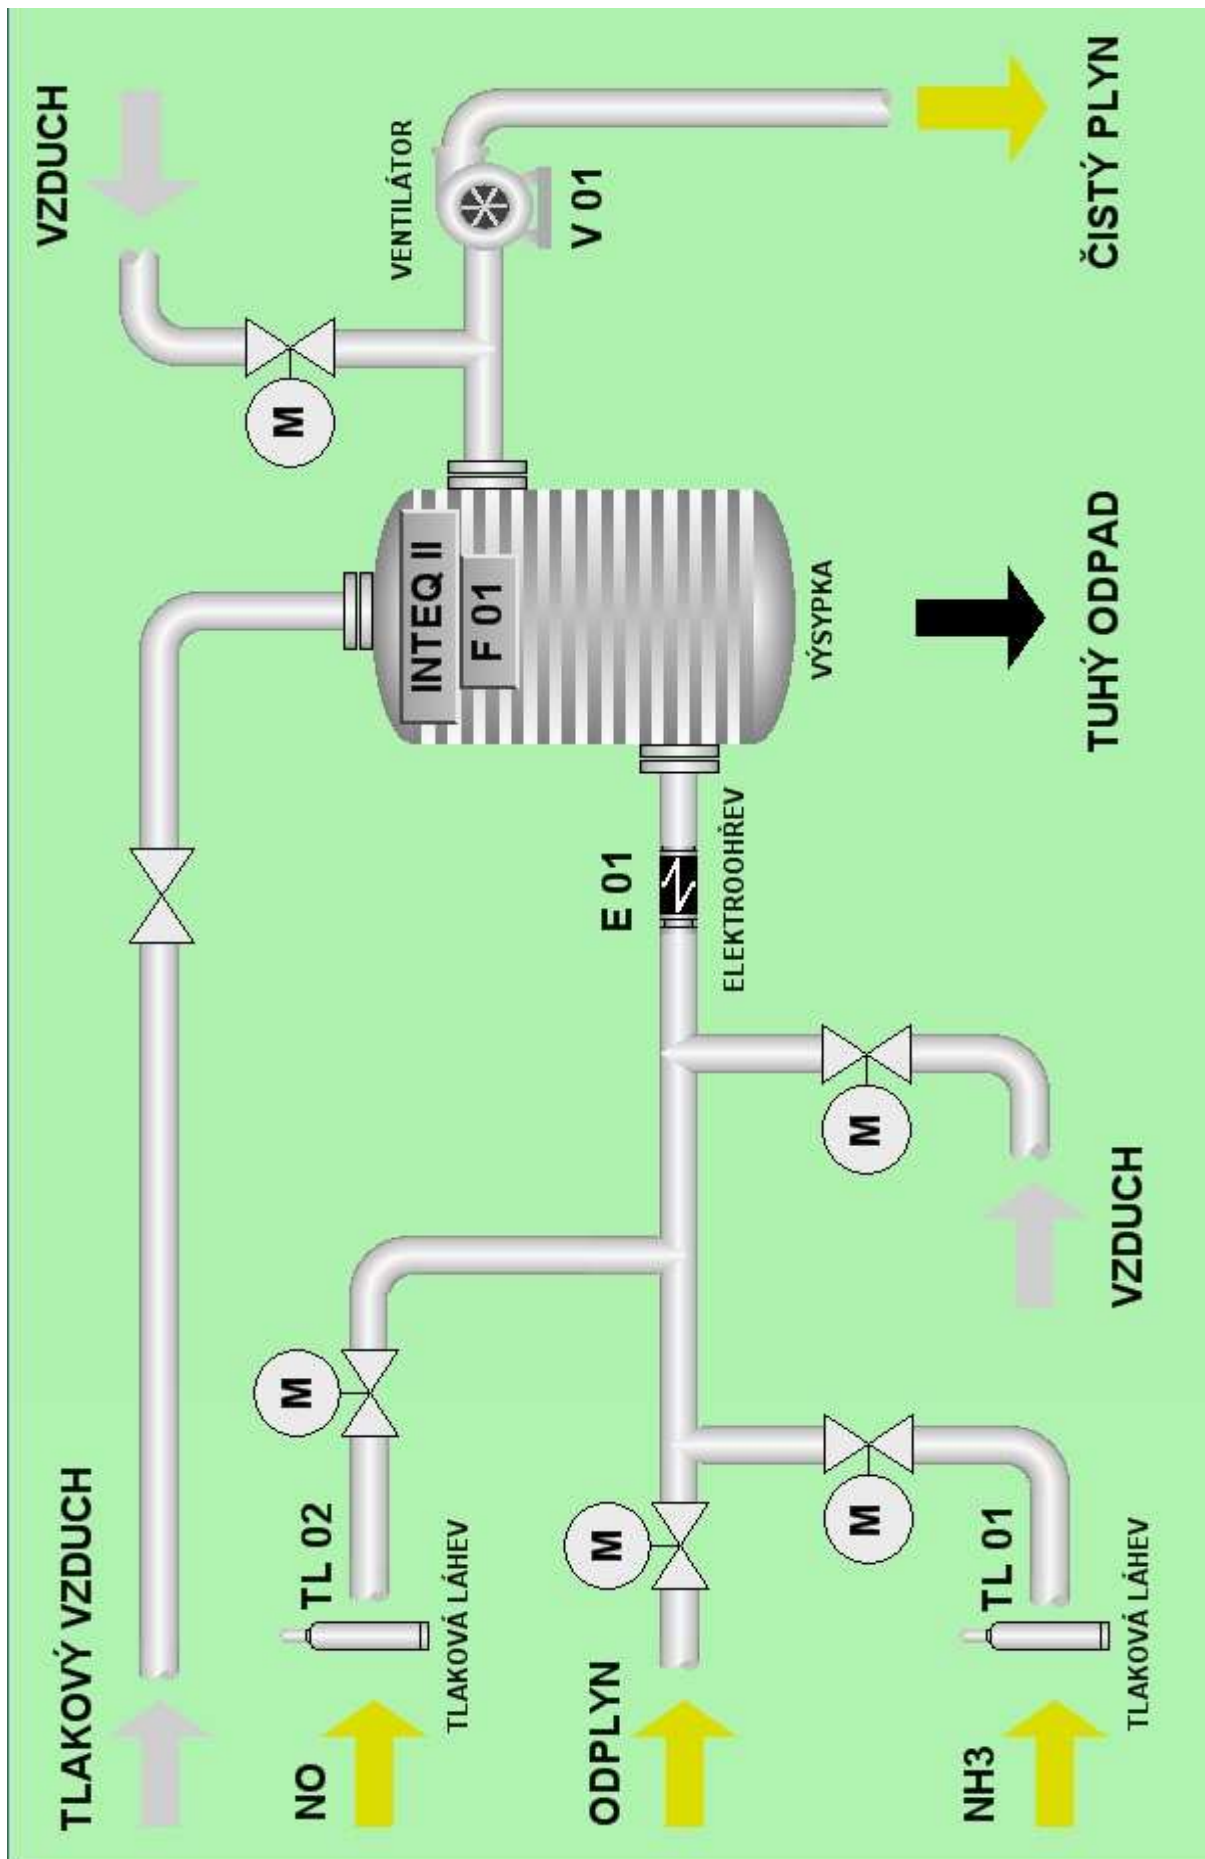 TLAKOVÝ VZDUCH
VZDUCH
M
INTEQ II
F 01
VENTILÁTOR
V 01
NO
TL 02
M
TLAKOVÁ LÁHEV
ODPLYN
M
E 01
ELEKTROOHŘEV
VÝSYPKA
M
M
NH3
TL 01
TLAKOVÁ LÁHEV
VZDUCH
TUHÝ ODPAD
ČISTÝ PLYN